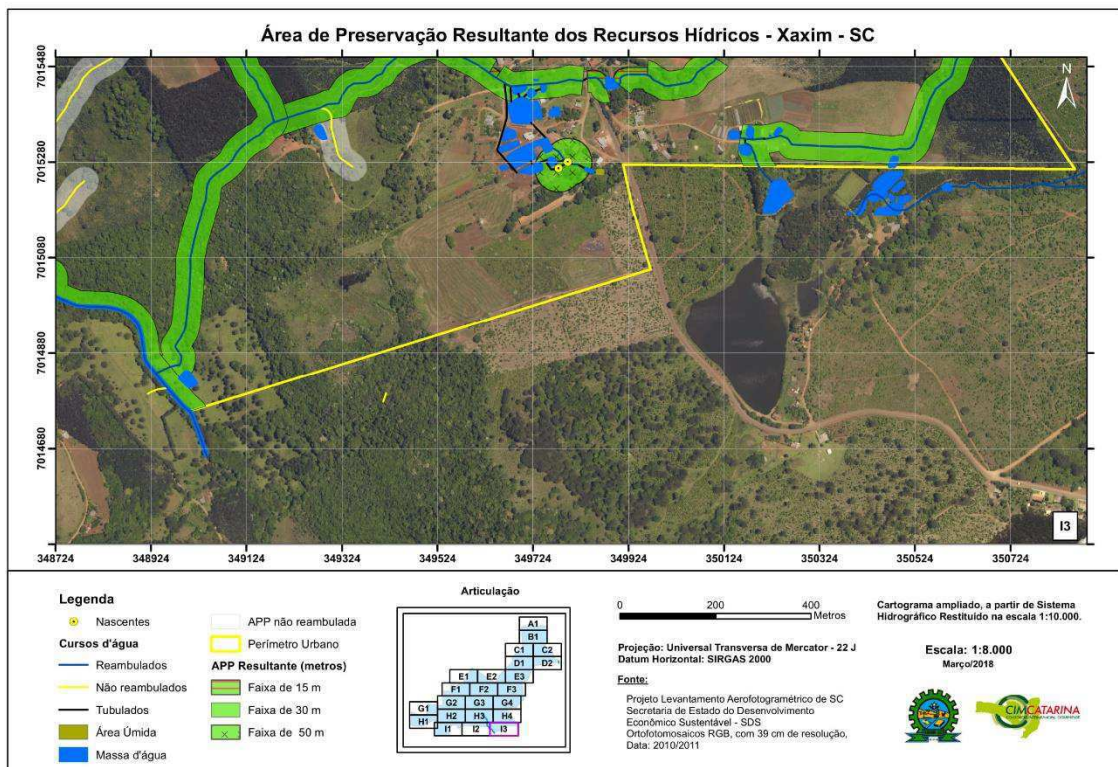 Área de Preservação Resultante dos Recursos Hídricos - Xaxim - SC
7015480
7015280
7015080
7014880
7014680
N
I3
348724 348924 349124 349324 349524 349724 349924 350124 350324 350524 350724
Legenda
Nascentes
Cursos d'água
Reambulados
Não reambulados
Tubulados
Área Úmida
Massa d'água
APP não reambulada
Perímetro Urbano
APP Resultante (metros)
Faixa de 15 m
Faixa de 30 m
Faixa de 50 m
Articulação
A1
B1
C1 C2
D1 D2
E1 E2 E3
F1 F2 F3
G1 G2 G3 G4
H1 H2 H3 H4
I1 I2 I3
0 200 400
Metros
Projeção: Universal Transversa de Mercator - 22 J
Datum Horizontal: SIRGAS 2000
Fonte:
Projeto Levantamento Aerofotogramétrico de SC
Secretaria de Estado do Desenvolvimento
Econômico Sustentável - SDS
Ortofotomosaicos RGB, com 39 cm de resolução,
Data: 2010/2011
Cartograma ampliado, a partir de Sistema
Hidrográfico Restituído na escala 1:10.000.
Escala: 1:8.000
Março/2018
CIMCATARINA